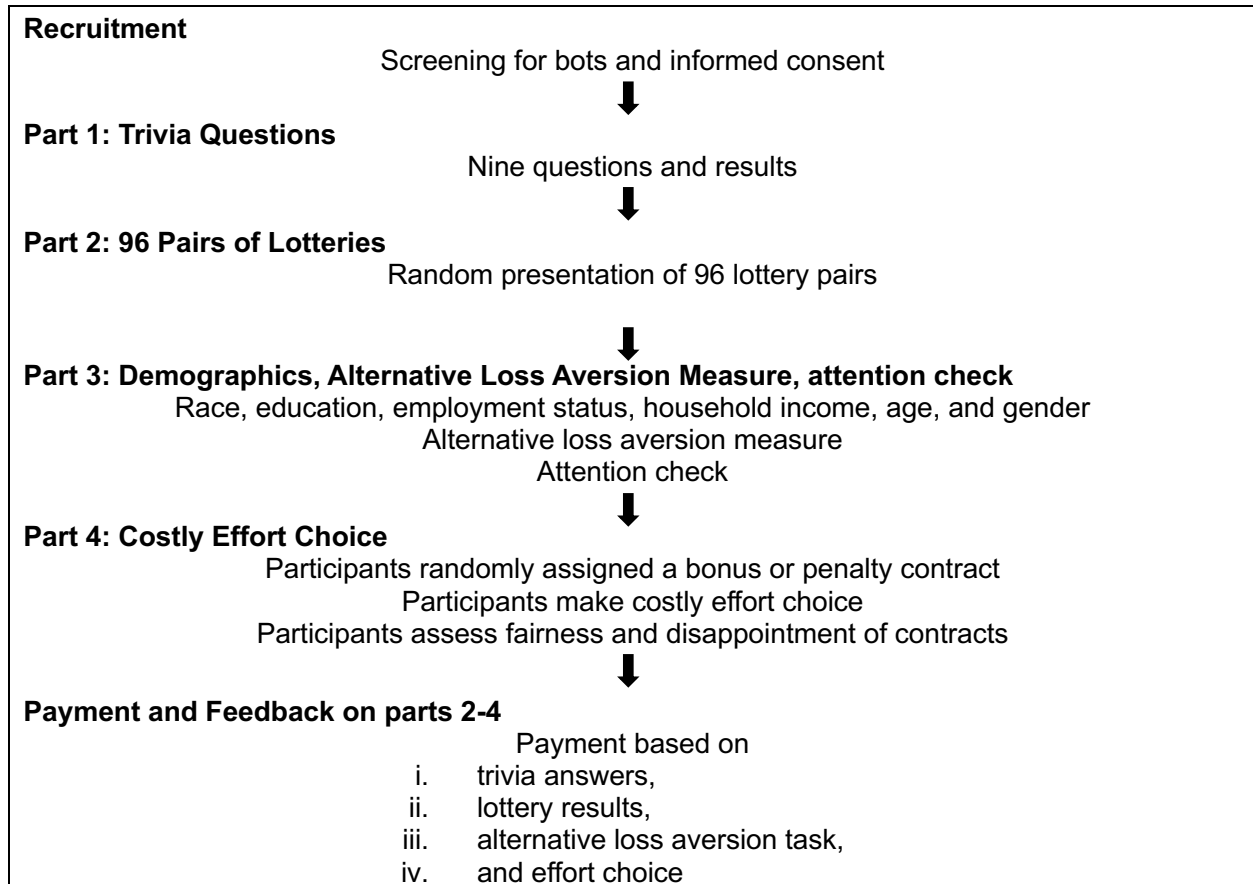 Recruitment
Screening for bots and informed consent
Part 1: Trivia Questions
Nine questions and results
Part 2: 96 Pairs of Lotteries
Random presentation of 96 lottery pairs
Part 3: Demographics, Alternative Loss Aversion Measure, attention check
Race, education, employment status, household income, age, and gender
Alternative loss aversion measure
Attention check
Part 4: Costly Effort Choice
Participants randomly assigned a bonus or penalty contract
Participants make costly effort choice
Participants assess fairness and disappointment of contracts
Payment and Feedback on parts 2-4
Payment based on
i. trivia answers,
ii. lottery results,
iii. alternative loss aversion task,
iv. and effort choice